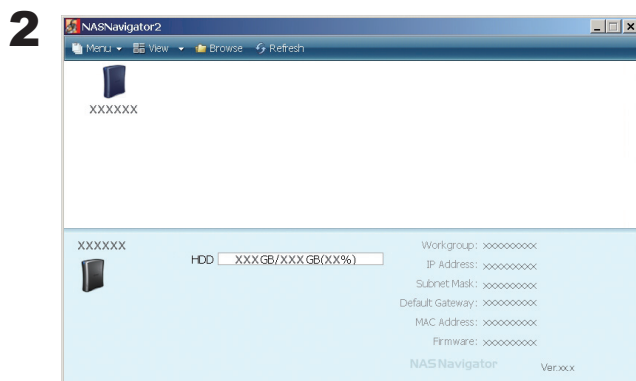 2
NASNavigator2
Menu View Browse Refresh
XXXXXX
XXXXXX
HDD XXXGB/XXXGB(XX%)
Workgroup: xxxxxxxxx
IP Address: xxxxxxxxx
Subnet Mask: xxxxxxxxx
Default Gateway: xxxxxxxxx
MAC Address: xxxxxxxxx
Firmware: xxxxxxxxx
NASNavigator Ver.xx.x